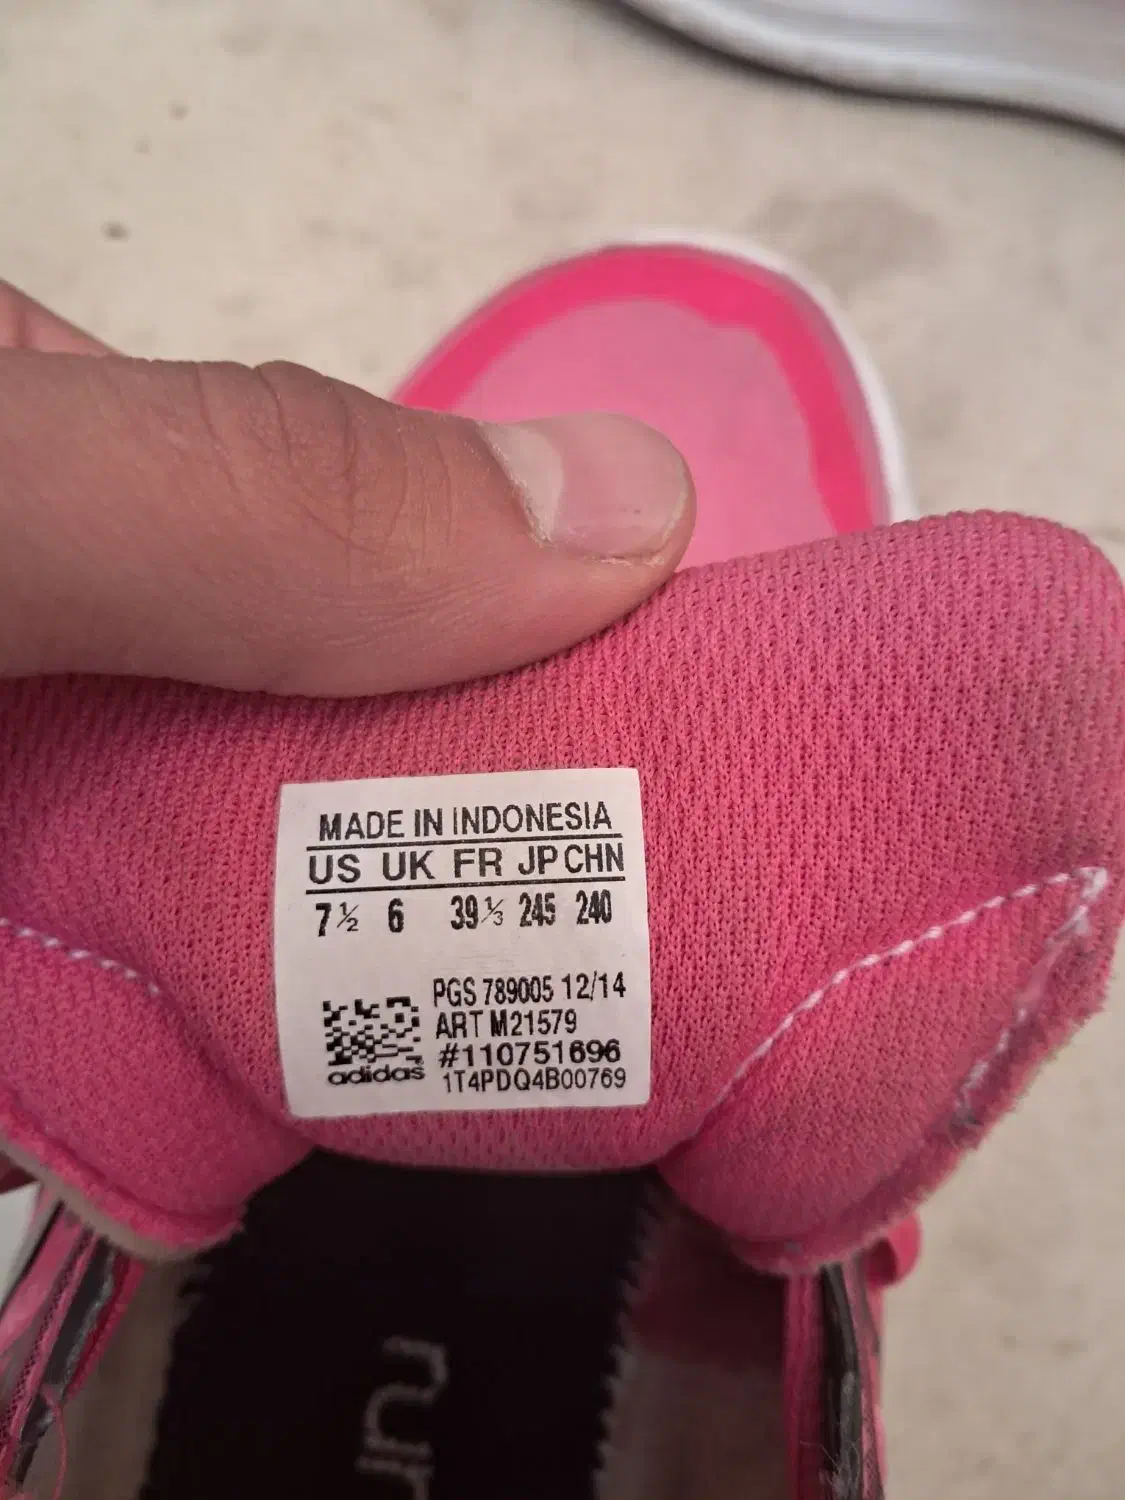 MADE IN INDONESIA
US UK FR JP CHN
7½ 6 39⅓ 245 240
PGS 789005 12/14
ART M21579
#110751696
1T4PDQ4B00769
adidas
run